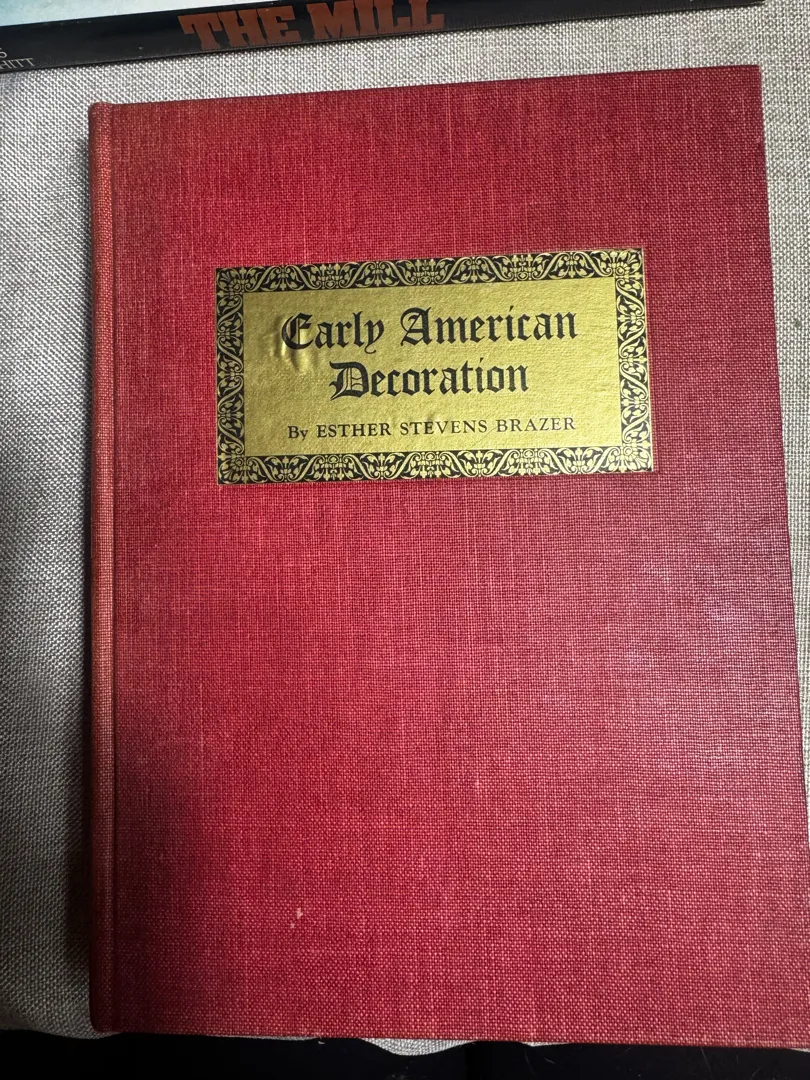 THE MILL
Early American
Decoration
By ESTHER STEVENS BRAZER